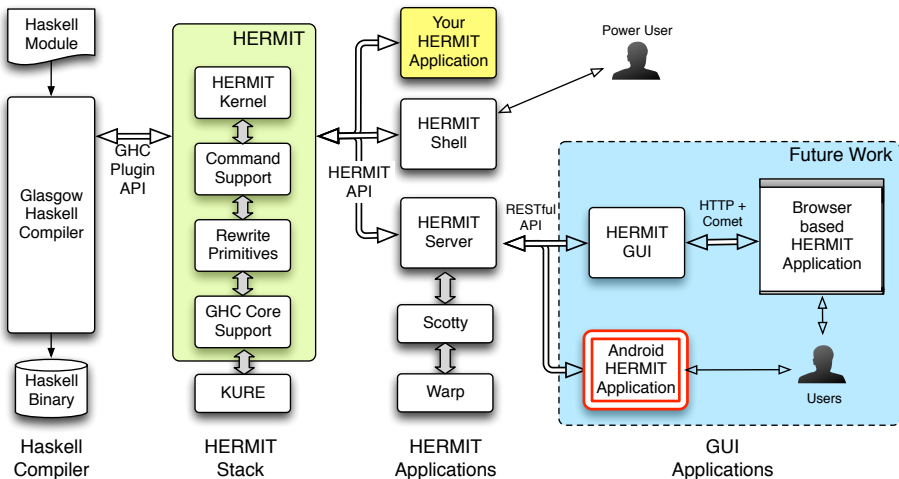 Haskell
Module
Glasgow
Haskell
Compiler
Haskell
Binary
Haskell
Compiler
GHC
Plugin
API
HERMIT
HERMIT
Kernel
Command
Support
Rewrite
Primitives
GHC Core
Support
KURE
HERMIT
Stack
HERMIT
API
Your
HERMIT
Application
HERMIT
Shell
HERMIT
Server
Scotty
Warp
HERMIT
Applications
Power User
RESTful
API
Future Work
HERMIT
GUI
HTTP +
Comet
Browser
based
HERMIT
Application
Android
HERMIT
Application
Users
GUI
Applications